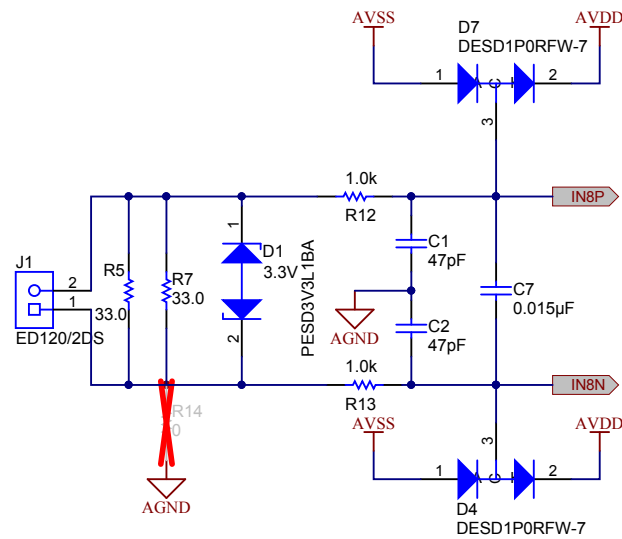 AVSS
D7
AVDD
DESD1P0RFW-7
1
A
C
2
3
1.0k
IN8P
R12
1
J1
R5
R7
D1
C1
2
33.0
3.3V
PESD3V3L1BA
47pF
C7
1
33.0
AGND
0.015µF
C2
ED120/2DS
2
47pF
1.0k
IN8N
R13
R14
0
AVSS
AVDD
3
1
A
C
2
AGND
D4
DESD1P0RFW-7